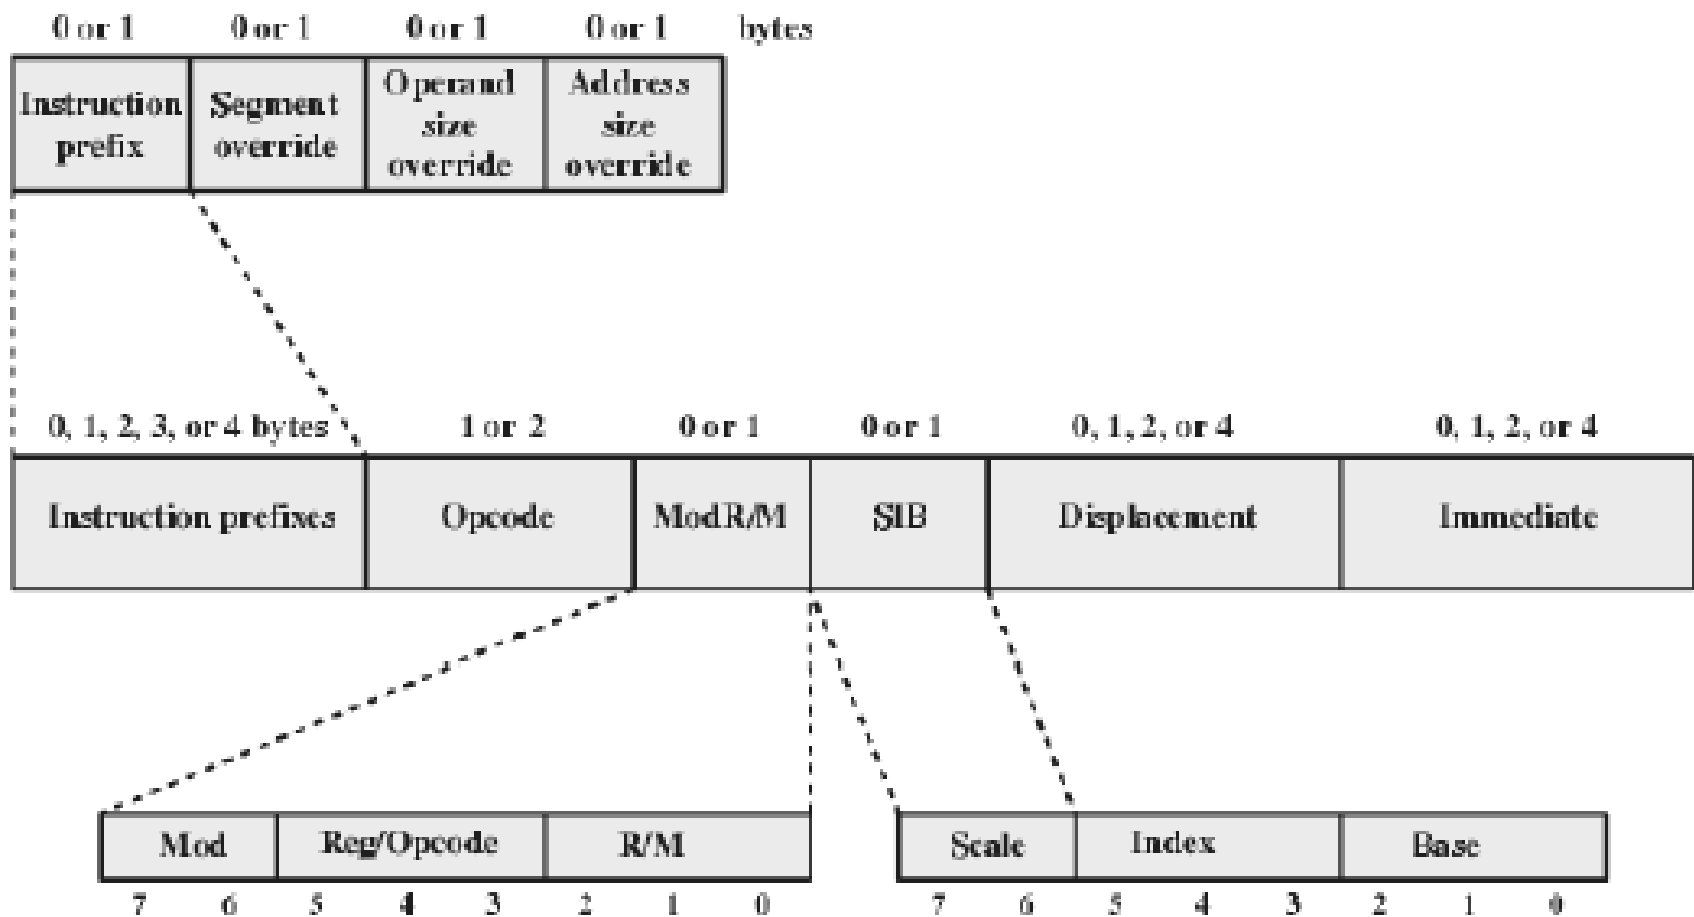 0 or 1 0 or 1 0 or 1 0 or 1 bytes
Instruction prefix
Segment override
Operand size override
Address size override
0, 1, 2, 3, or 4 bytes 1 or 2 0 or 1 0 or 1 0, 1, 2, or 4 0, 1, 2, or 4
Instruction prefixes Opcode ModR/M SIB Displacement Immediate
Mod Reg/Opcode R/M Scale Index Base
7 6 5 4 3 2 1 0 7 6 5 4 3 2 1 0